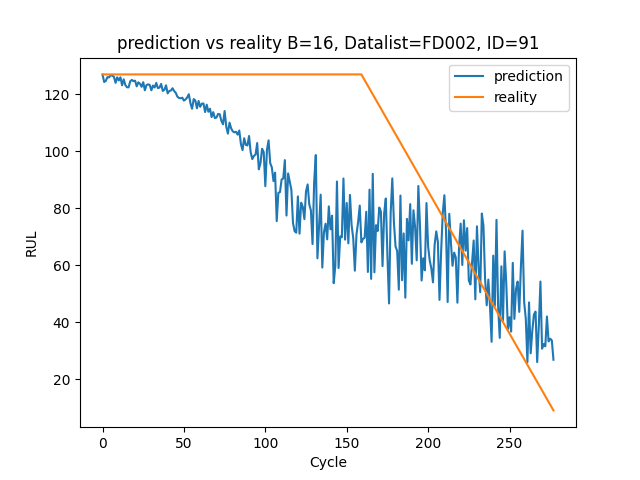 prediction vs reality B=16, Datalist=FD002, ID=91
prediction
reality
120
100
80
60
40
20
RUL
0 50 100 150 200 250
Cycle